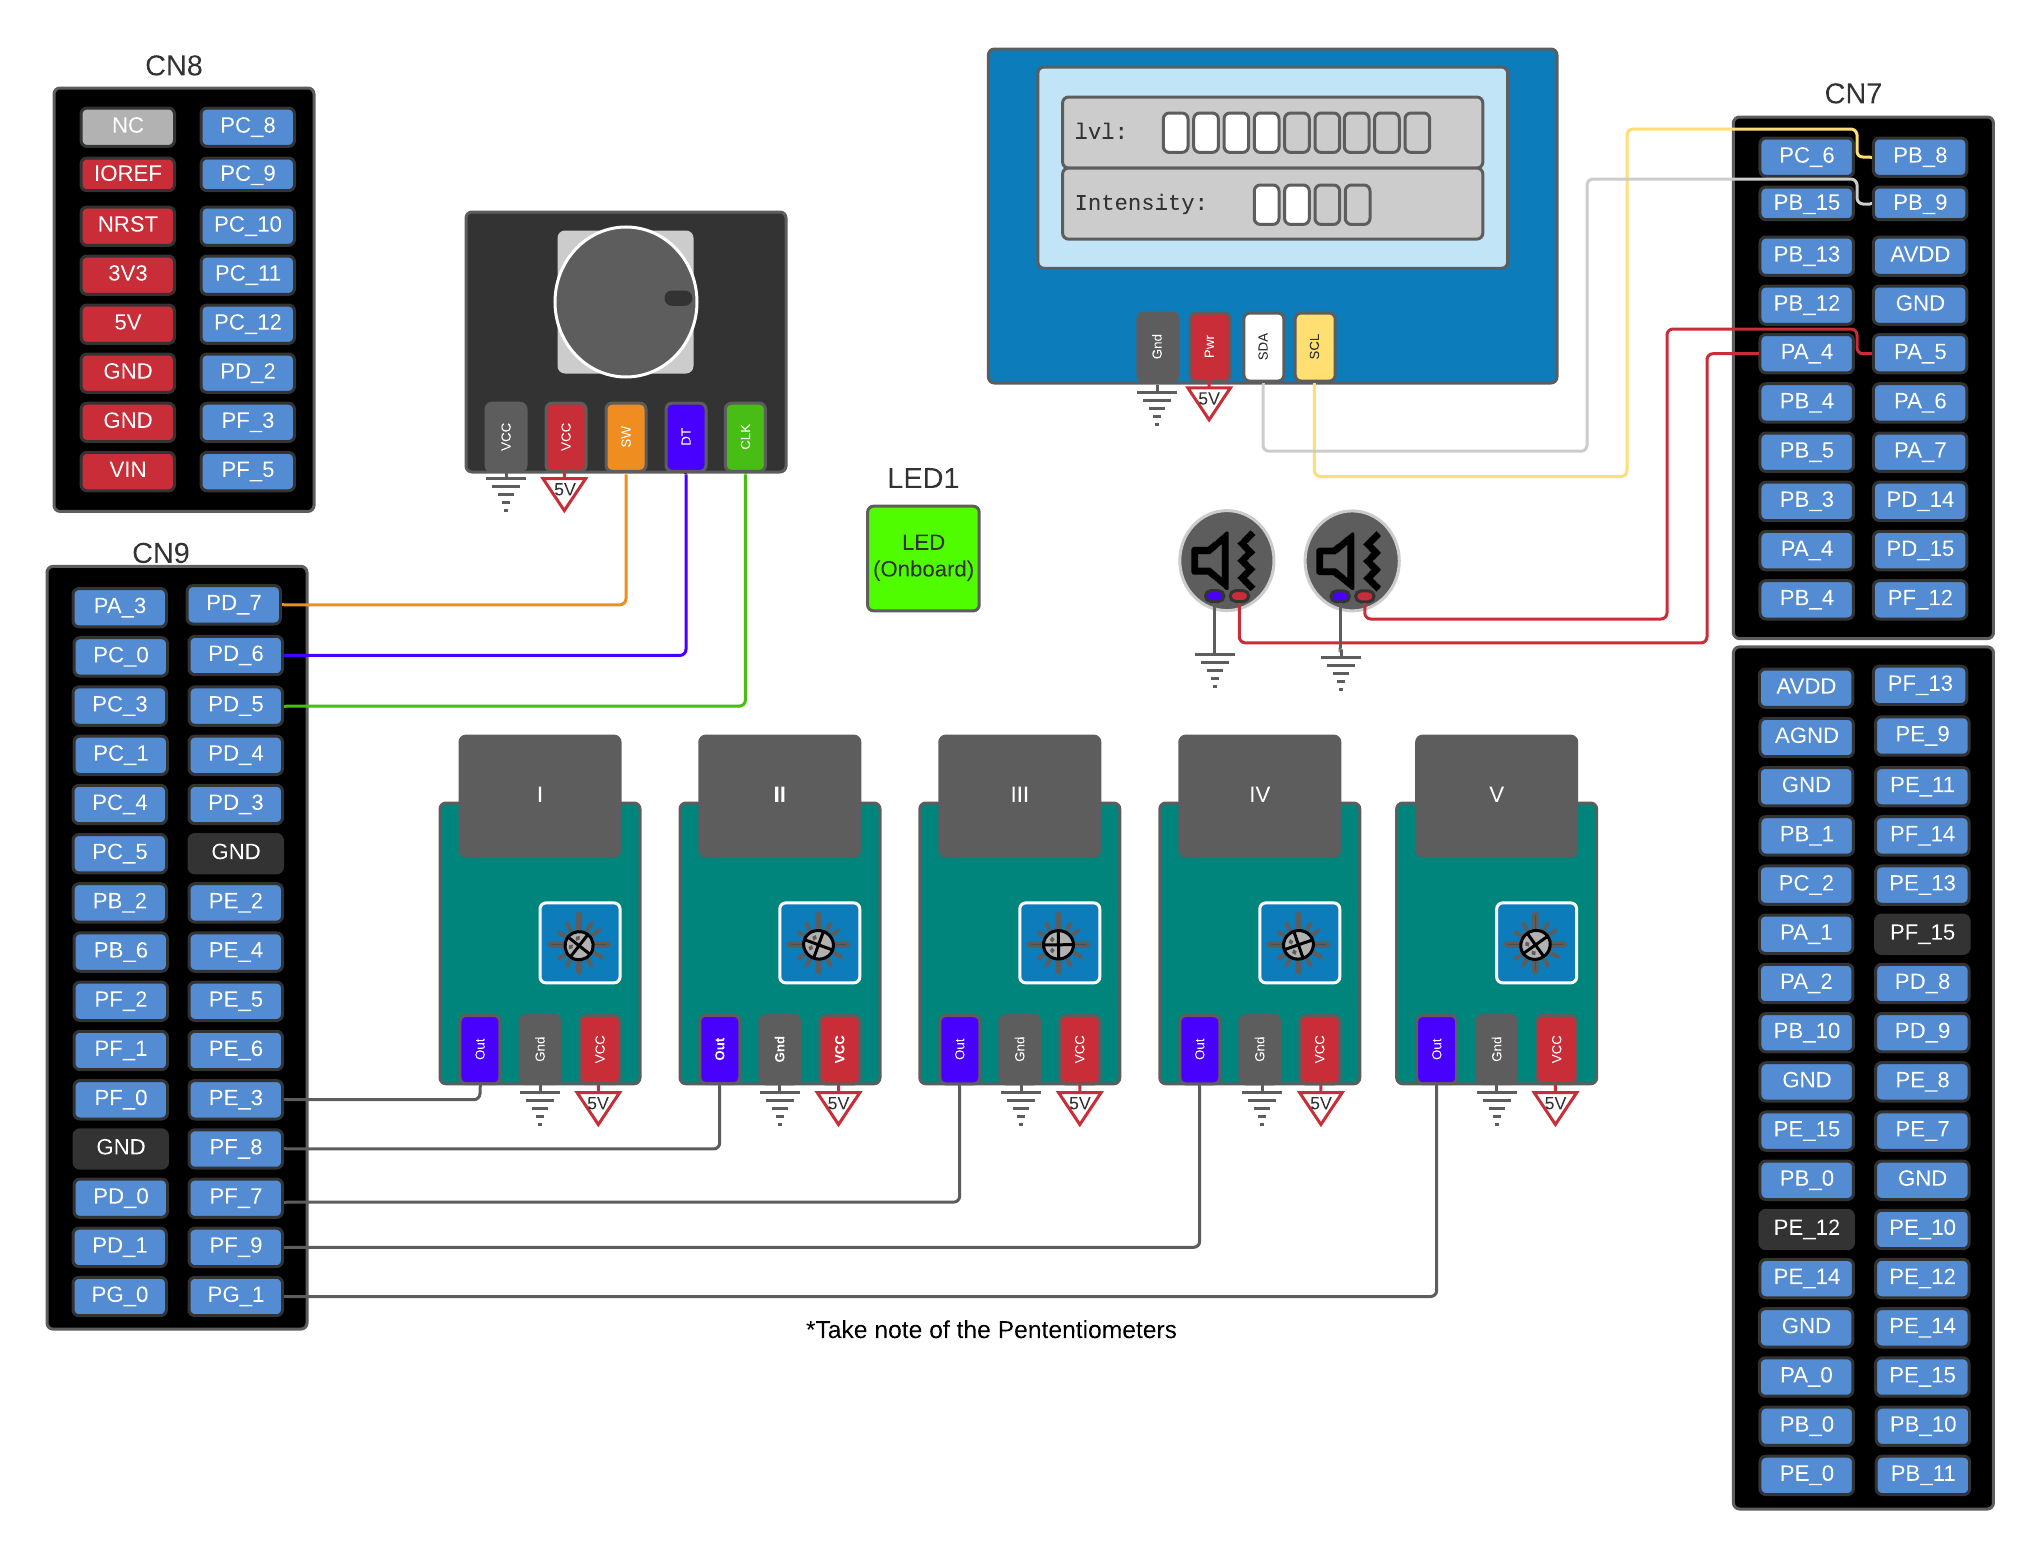 CN8
NC PC_8
IOREF PC_9
NRST PC_10
3V3 PC_11
5V PC_12
GND PD_2
GND PF_3
VIN PF_5
CN9
PA_3 PD_7
PC_0 PD_6
PC_3 PD_5
PC_1 PD_4
PC_4 PD_3
PC_5 GND
PB_2 PE_2
PB_6 PE_4
PF_2 PE_5
PF_1 PE_6
PF_0 PE_3
GND PF_8
PD_0 PF_7
PD_1 PF_9
PG_0 PG_1
VCC VCC SW DT CLK
5V
lvl:
Intensity:
Gnd Pwr SDA SCL
5V
LED1
LED
(Onboard)
I II III IV V
Out Gnd VCC Out Gnd VCC Out Gnd VCC Out Gnd VCC Out Gnd VCC
5V 5V 5V 5V 5V
*Take note of the Pententiometers
CN7
PC_6 PB_8
PB_15 PB_9
PB_13 AVDD
PB_12 GND
PA_4 PA_5
PB_4 PA_6
PB_5 PA_7
PB_3 PD_14
PA_4 PD_15
PB_4 PF_12
AVDD PF_13
AGND PE_9
GND PE_11
PB_1 PF_14
PC_2 PE_13
PA_1 PF_15
PA_2 PD_8
PB_10 PD_9
GND PE_8
PE_15 PE_7
PB_0 GND
PE_12 PE_10
PE_14 PE_12
GND PE_14
PA_0 PE_15
PB_0 PB_10
PE_0 PB_11